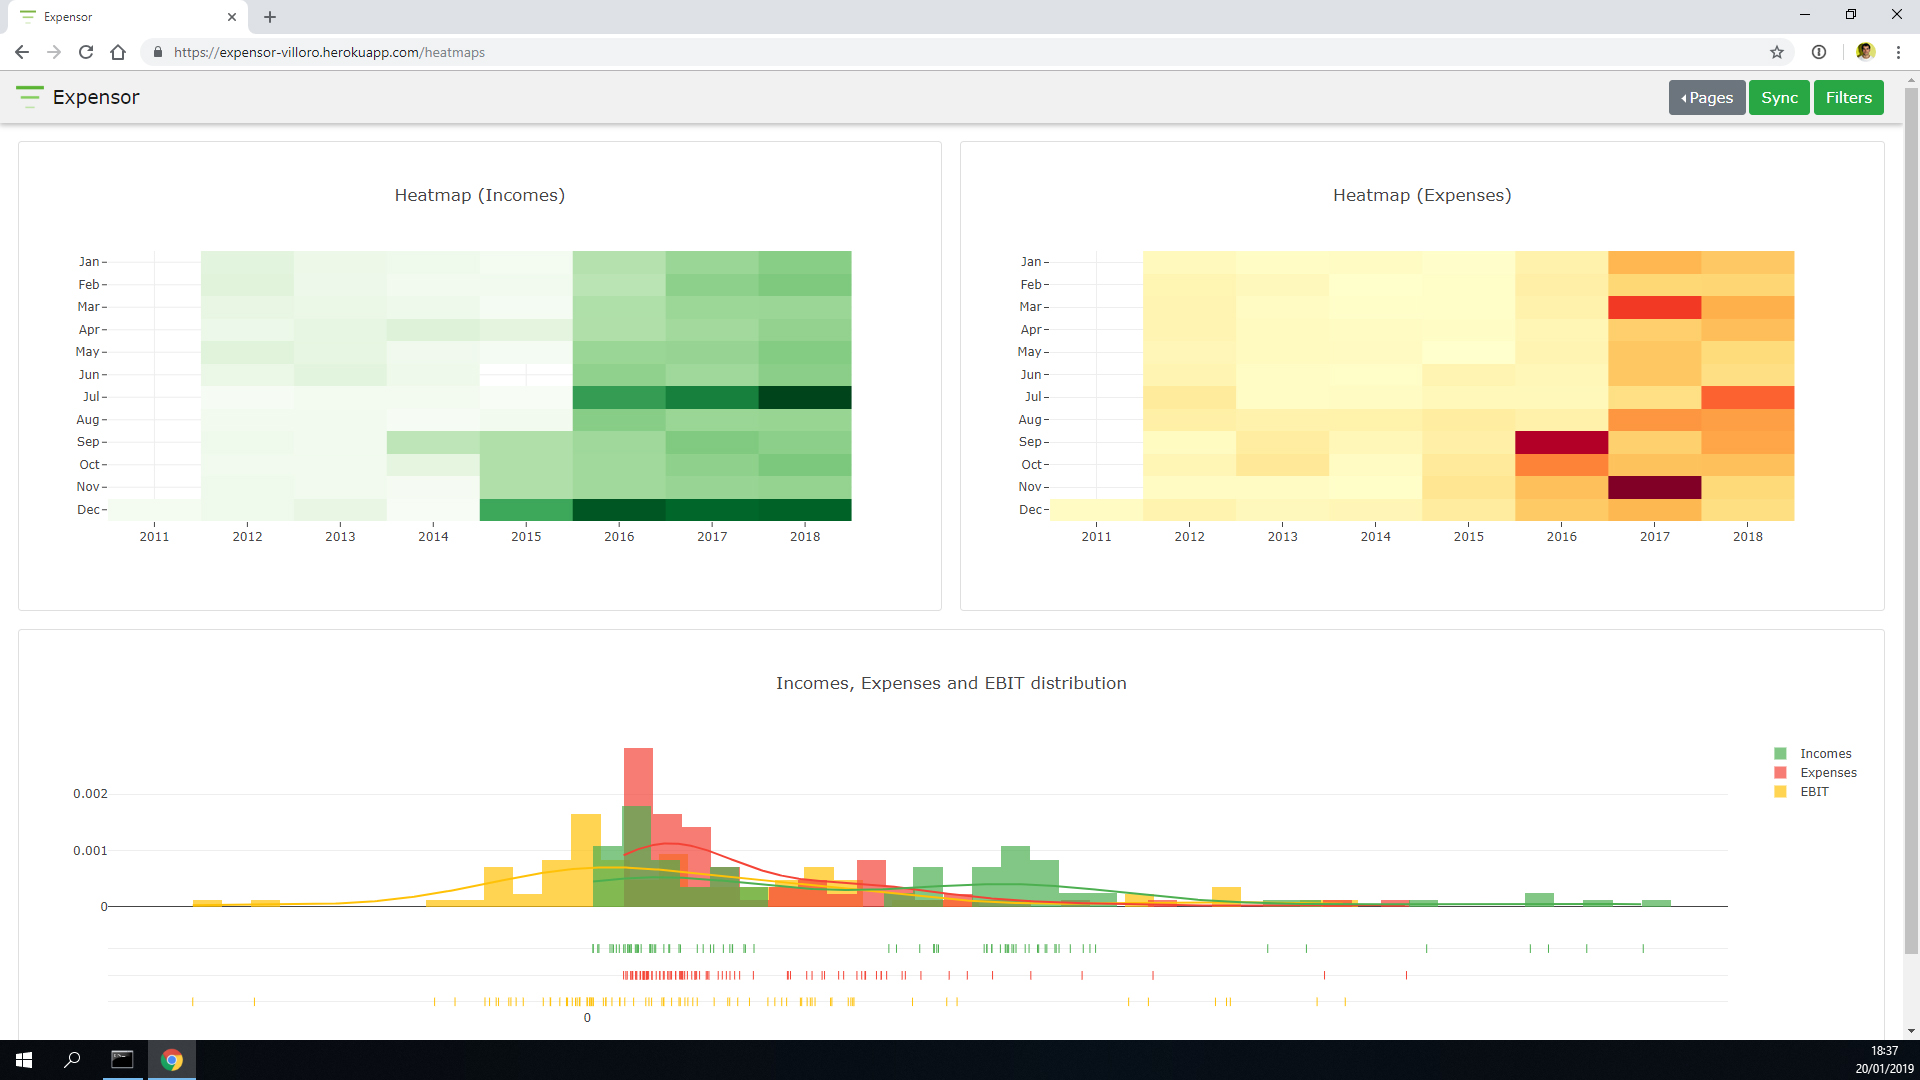 Expensor
https://expensor-villoro.herokuapp.com/heatmaps
Expensor
Pages
Sync
Filters
Heatmap (Incomes)
Jan
Feb
Mar
Apr
May
Jun
Jul
Aug
Sep
Oct
Nov
Dec
2011 2012 2013 2014 2015 2016 2017 2018
Heatmap (Expenses)
Jan
Feb
Mar
Apr
May
Jun
Jul
Aug
Sep
Oct
Nov
Dec
2011 2012 2013 2014 2015 2016 2017 2018
Incomes, Expenses and EBIT distribution
0.002
0.001
0
0
Incomes
Expenses
EBIT
18:37
20/01/2019